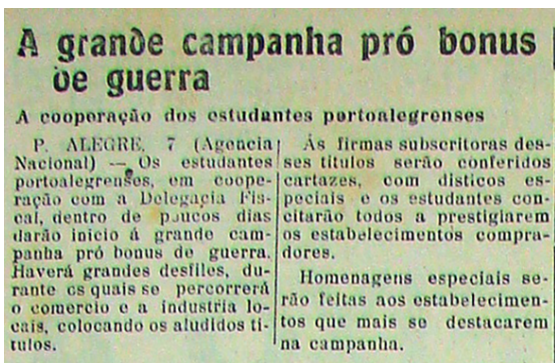 A grande campanha pró bonus
de guerra
A cooperação dos estudantes portoalegrenses
P. ALEGRE, 7 (Agencia
Nacional) — Os estudantes
portoalegrenses, em coope-
ração com a Delegaçia Fis-
cal, dentro de poucos dias
darão inicio á grande cam-
panha pró bonus de guerra.
Haverá grandes desfiles, du-
rante os quais se percorrerá
o comercio e a industria lo-
cais, colocando os aludidos ti-
tulos.
Ás firmas subscritoras des-
ses titulos serão conferidos
cartazes, com disticos es-
peciais e os estudantes con-
citarão todos a prestigiarem
os estabelecimentos compra-
dores.
Homenagens especiais se-
rão feitas aos estabelecimen-
tos que mais se destacarem
na campanha.